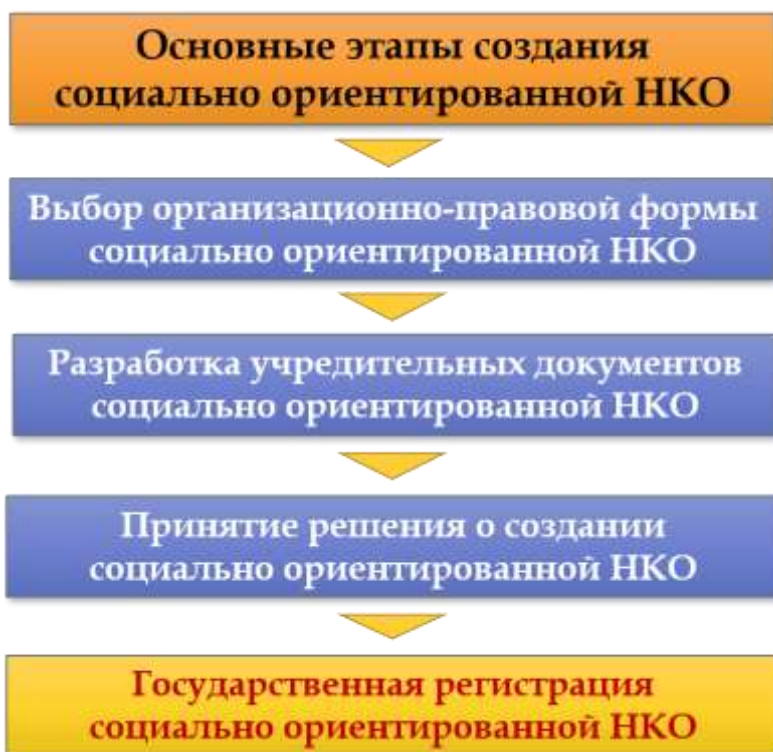 Основные этапы создания
социально ориентированной НКО
Выбор организационно-правовой формы
социально ориентированной НКО
Разработка учредительных документов
социально ориентированной НКО
Принятие решения о создании
социально ориентированной НКО
Государственная регистрация
социально ориентированной НКО